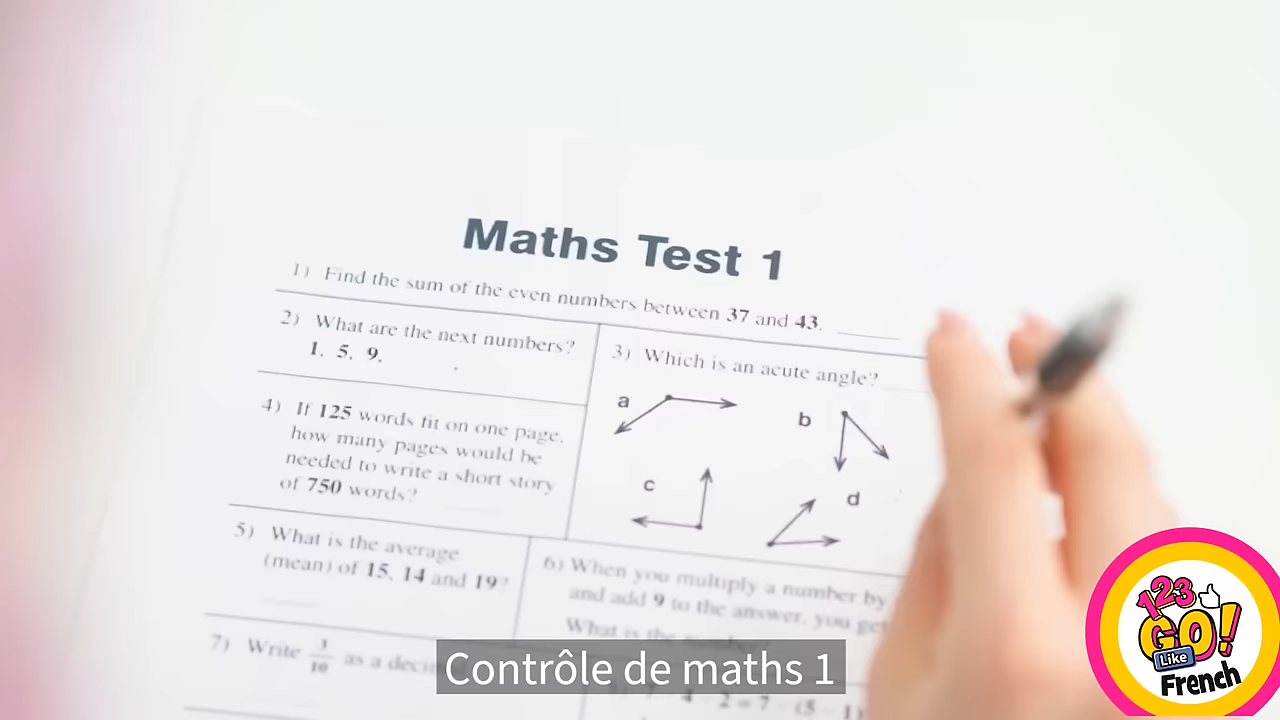 Maths Test 1
1) Find the sum of the even numbers between 37 and 43.
2) What are the next numbers?
1. 5. 9.
3) Which is an acute angle?
a
b
c
d
4) If 125 words fit on one page,
how many pages would be
needed to write a short story
of 750 words?
5) What is the average
(mean) of 15, 14 and 19?
6) When you multiply a number by
and add 9 to the answer, you get
What is the number?
7) Write 3/10 as a deci
Contrôle de maths 1
123
GO!
Like
French